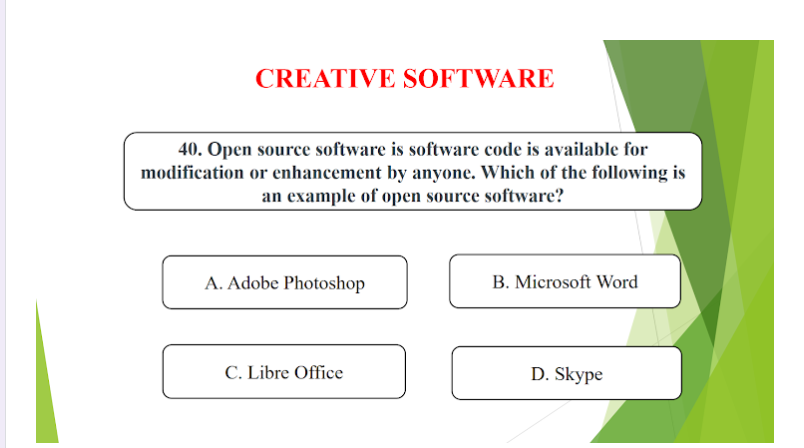 CREATIVE SOFTWARE
40. Open source software is software code is available for
modification or enhancement by anyone. Which of the following is
an example of open source software?
A. Adobe Photoshop
B. Microsoft Word
C. Libre Office
D. Skype